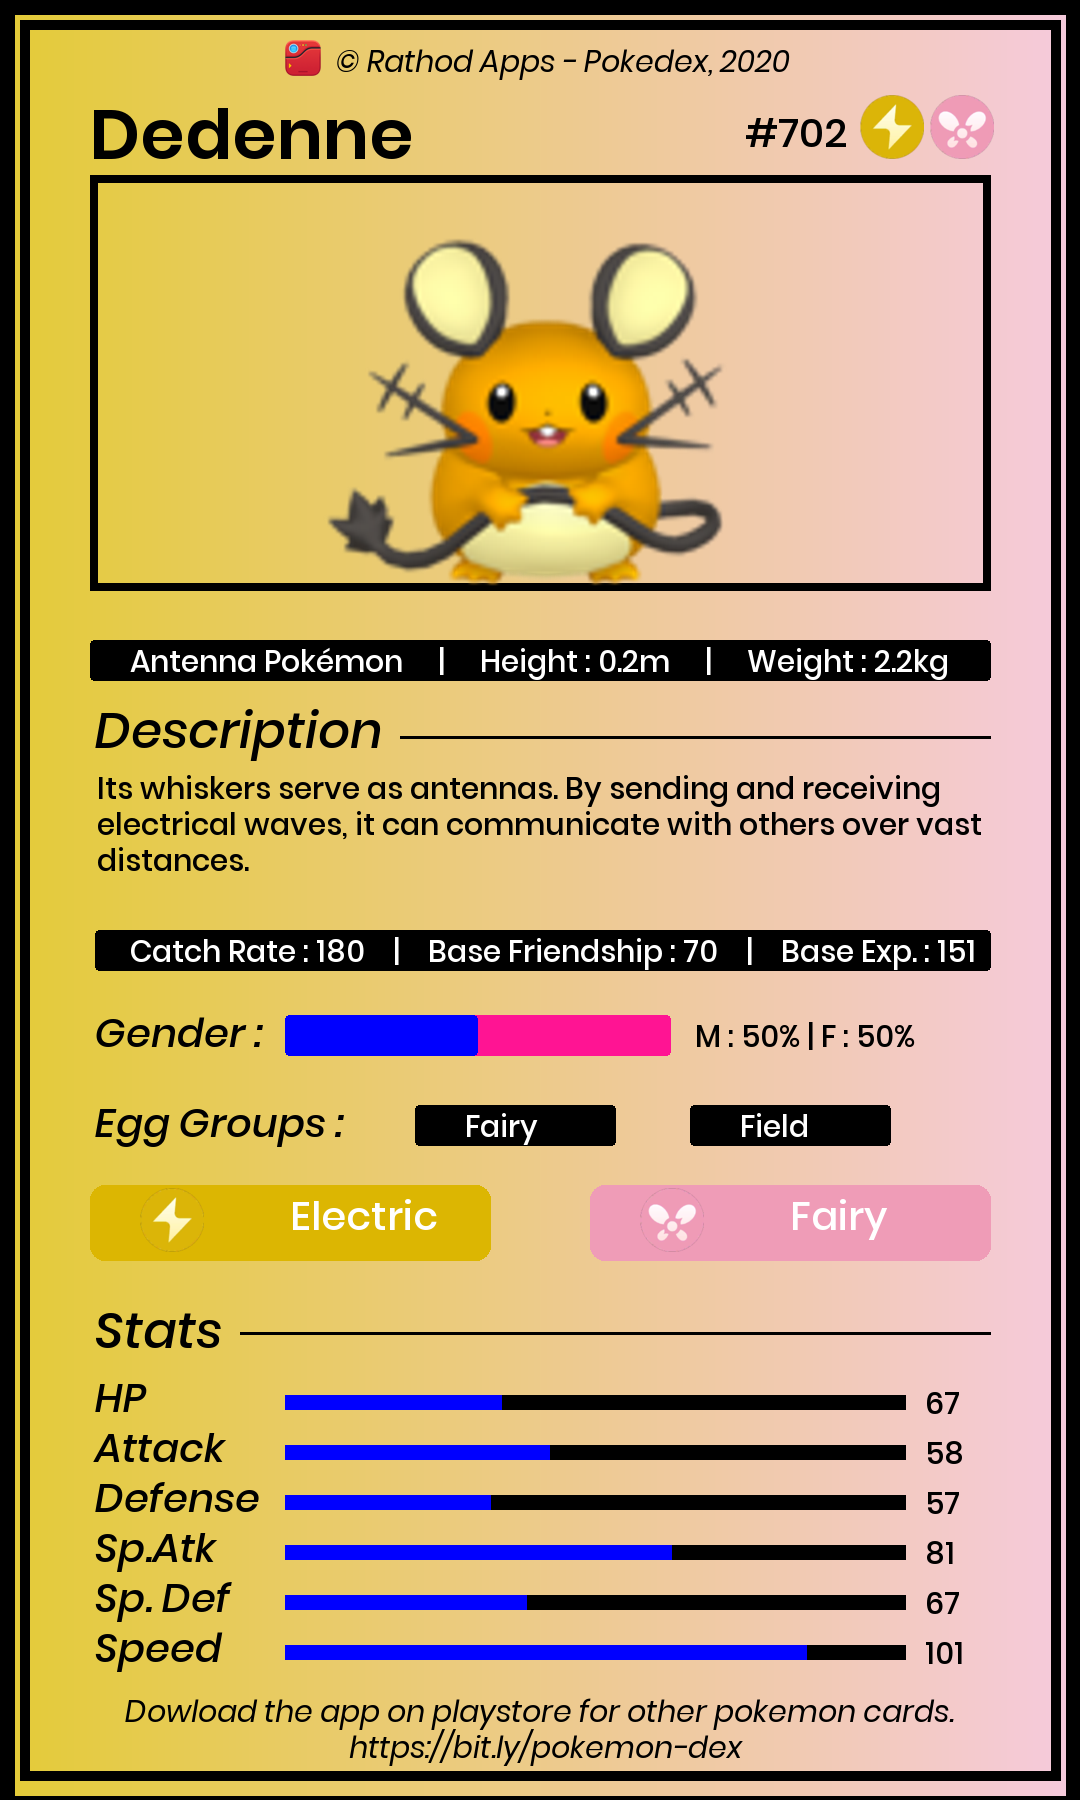 © Rathod Apps - Pokedex, 2020
Dedenne #702
Antenna Pokémon | Height : 0.2m | Weight : 2.2kg
Description
Its whiskers serve as antennas. By sending and receiving
electrical waves, it can communicate with others over vast
distances.
Catch Rate : 180 | Base Friendship : 70 | Base Exp. : 151
Gender : M : 50% | F : 50%
Egg Groups : Fairy Field
Electric Fairy
Stats
HP 67
Attack 58
Defense 57
Sp.Atk 81
Sp. Def 67
Speed 101
Dowload the app on playstore for other pokemon cards.
https://bit.ly/pokemon-dex